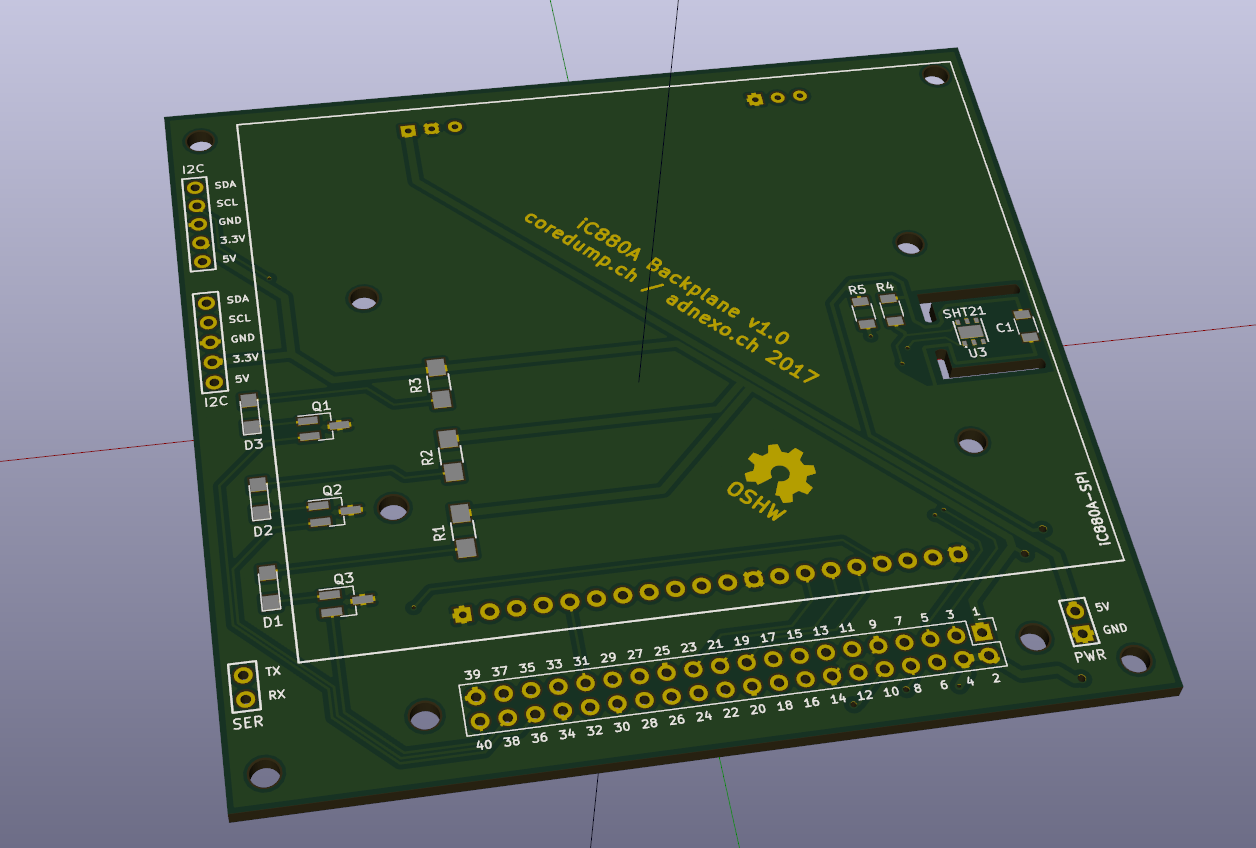 I2C
SDA
SCL
GND
3.3V
5V
SDA
SCL
GND
3.3V
5V
I2C
iC880A Backplane v1.0
coredump.ch / adnexo.ch 2017
R5 R4
SHT21
C1
U3
R3
Q1
D3
R2
Q2
D2
OSHW
R1
Q3
D1
iC880A-SPI
5V
GND
PWR
TX
RX
SER
39 37 35 33 31 29 27 25 23 21 19 17 15 13 11 9 7 5 3 1
40 38 36 34 32 30 28 26 24 22 20 18 16 14 12 10 8 6 4 2